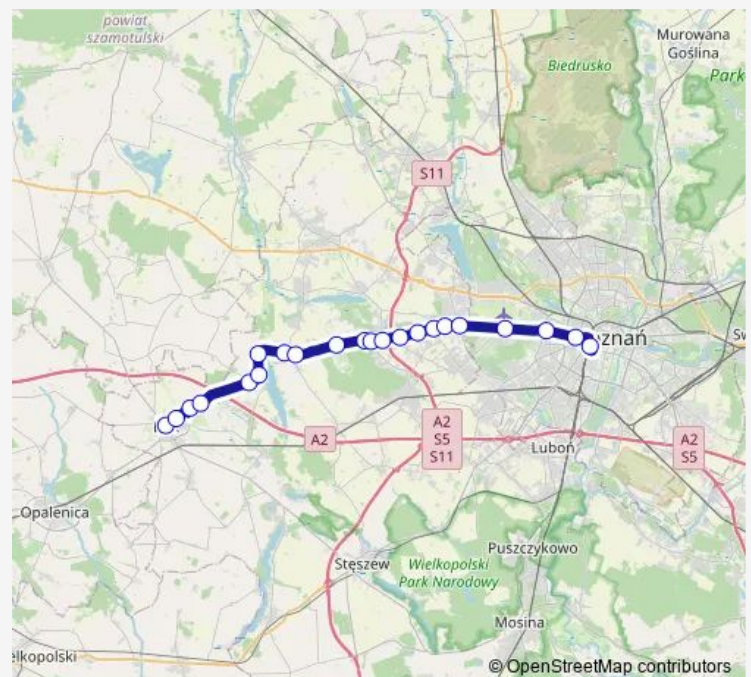 powiat
szamotulski
Murowana
Goślina
Biedrusko
Park
S11
znań
A2
A2
S5
S11
A2
S5
Luboń
Opalenica
Stęszew
Wielkopolski
Park Narodowy
Puszczykowo
Mosina
elkopolski
© OpenStreetMap contributors